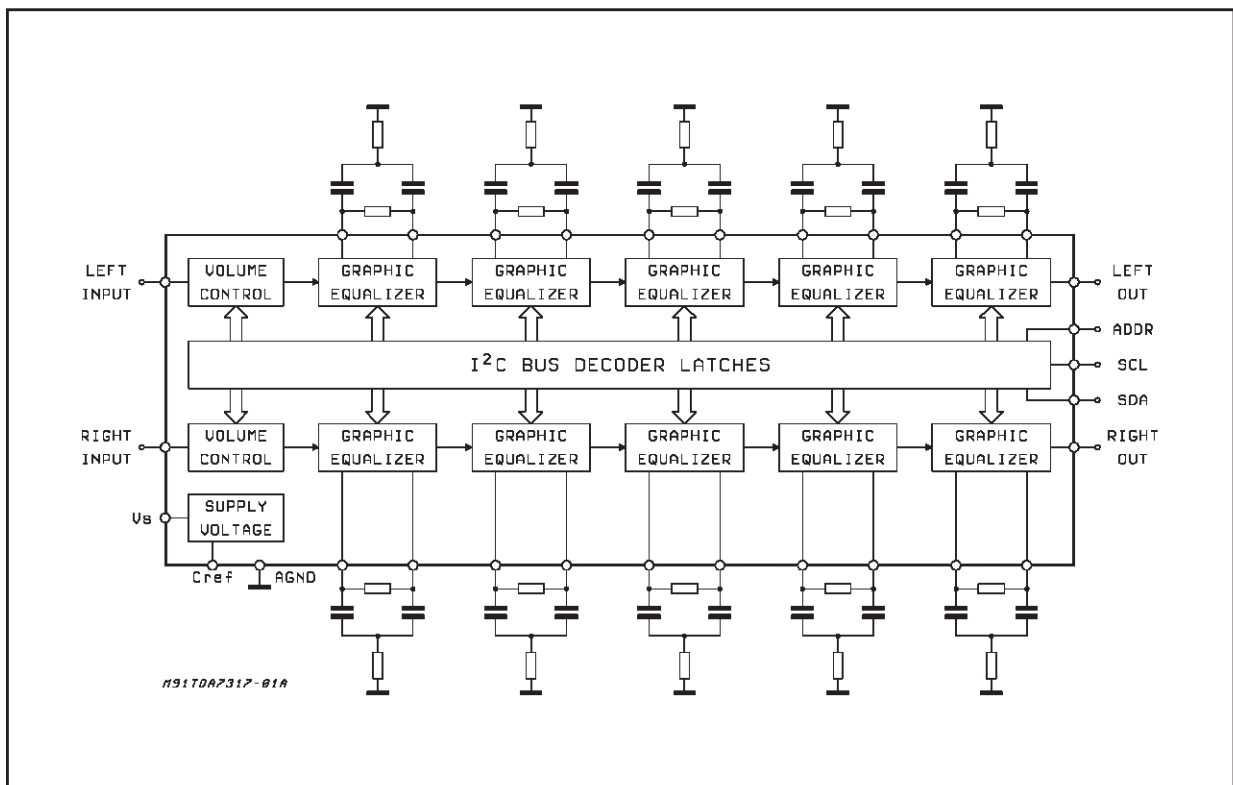 LEFT
INPUT
VOLUME
CONTROL
GRAPHIC
EQUALIZER
GRAPHIC
EQUALIZER
GRAPHIC
EQUALIZER
GRAPHIC
EQUALIZER
GRAPHIC
EQUALIZER
LEFT
OUT
ADDR
I²C BUS DECODER LATCHES
SCL
SDA
RIGHT
INPUT
VOLUME
CONTROL
GRAPHIC
EQUALIZER
GRAPHIC
EQUALIZER
GRAPHIC
EQUALIZER
GRAPHIC
EQUALIZER
GRAPHIC
EQUALIZER
RIGHT
OUT
Vs
SUPPLY
VOLTAGE
Cref
AGND
M91TDA7317-01A